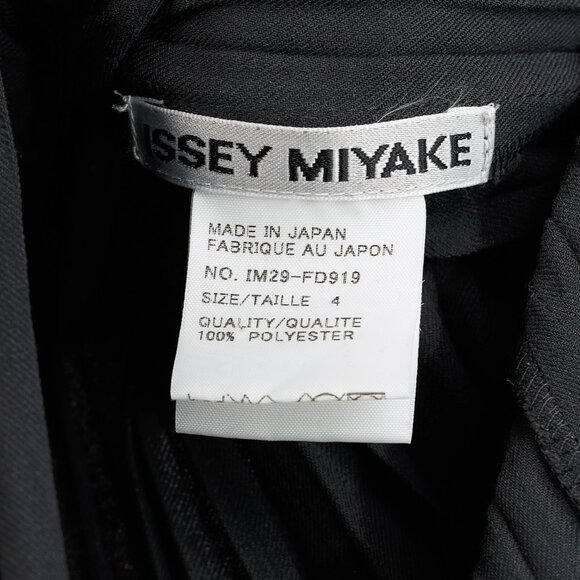 ISSEY MIYAKE
MADE IN JAPAN
FABRIQUE AU JAPON
NO. IM29-FD919
SIZE/TAILLE 4
QUALITY/QUALITE
100% POLYESTER